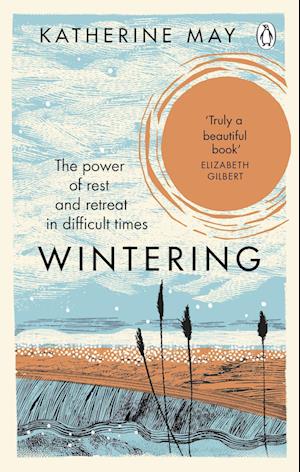 KATHERINE MAY
‘Truly a
beautiful
book’
ELIZABETH
GILBERT
The power
of rest
and retreat
in difficult times
WINTERING